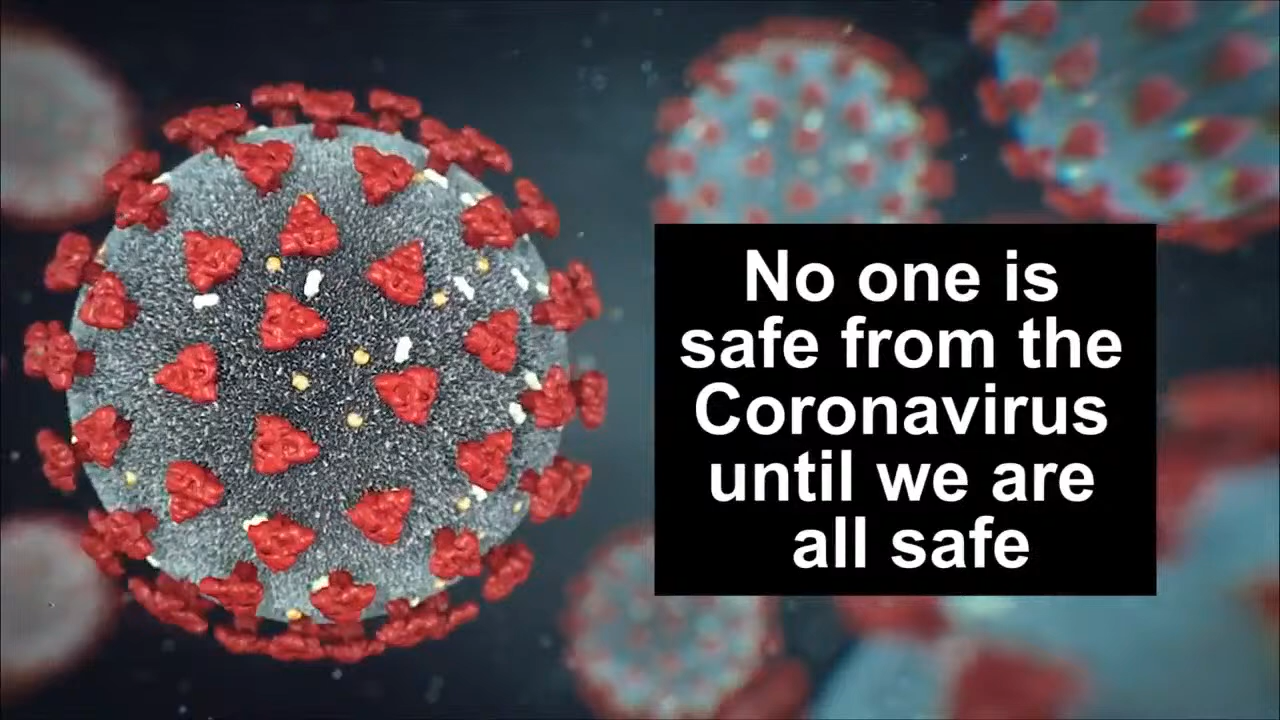 No one is
safe from the
Coronavirus
until we are
all safe